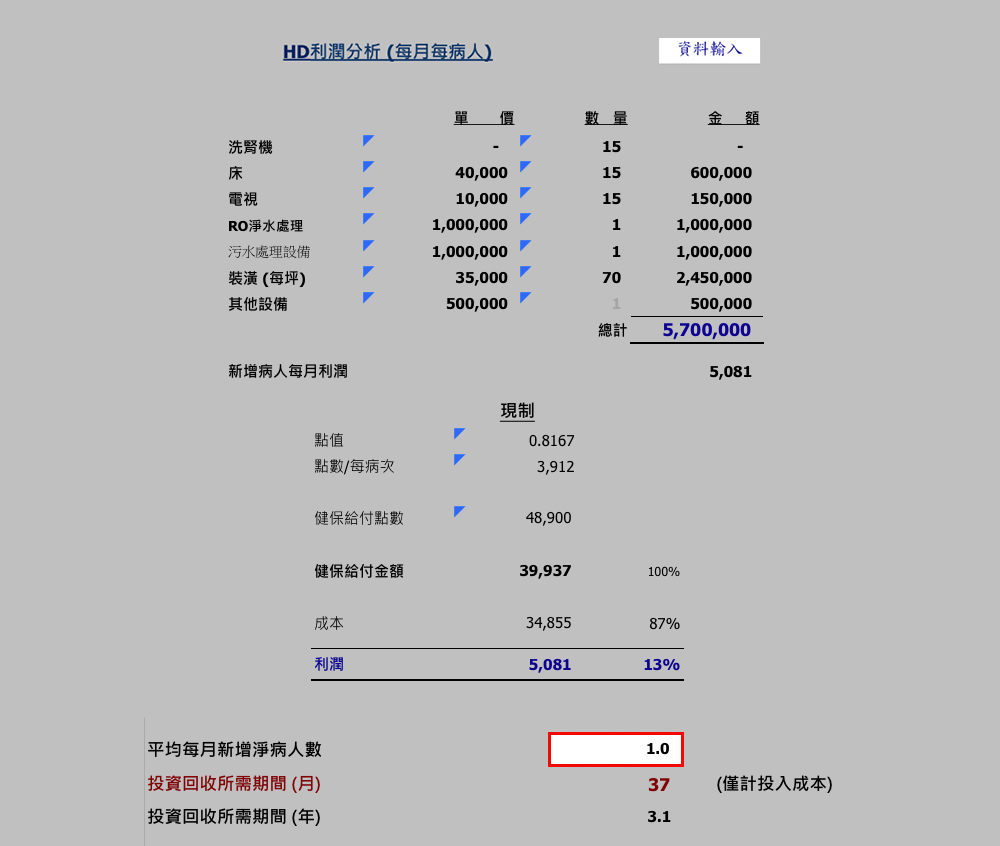 HD利潤分析 (每月每病人) 資料輸入
單 價 數 量 金 額
洗腎機 - 15 -
床 40,000 15 600,000
電視 10,000 15 150,000
RO淨水處理 1,000,000 1 1,000,000
污水處理設備 1,000,000 1 1,000,000
裝潢 (每坪) 35,000 70 2,450,000
其他設備 500,000 1 500,000
總計 5,700,000
新增病人每月利潤 5,081
現制
點值 0.8167
點數/每病次 3,912
健保給付點數 48,900
健保給付金額 39,937 100%
成本 34,855 87%
利潤 5,081 13%
平均每月新增淨病人數 1.0
投資回收所需期間 (月) 37 (僅計投入成本)
投資回收所需期間 (年) 3.1